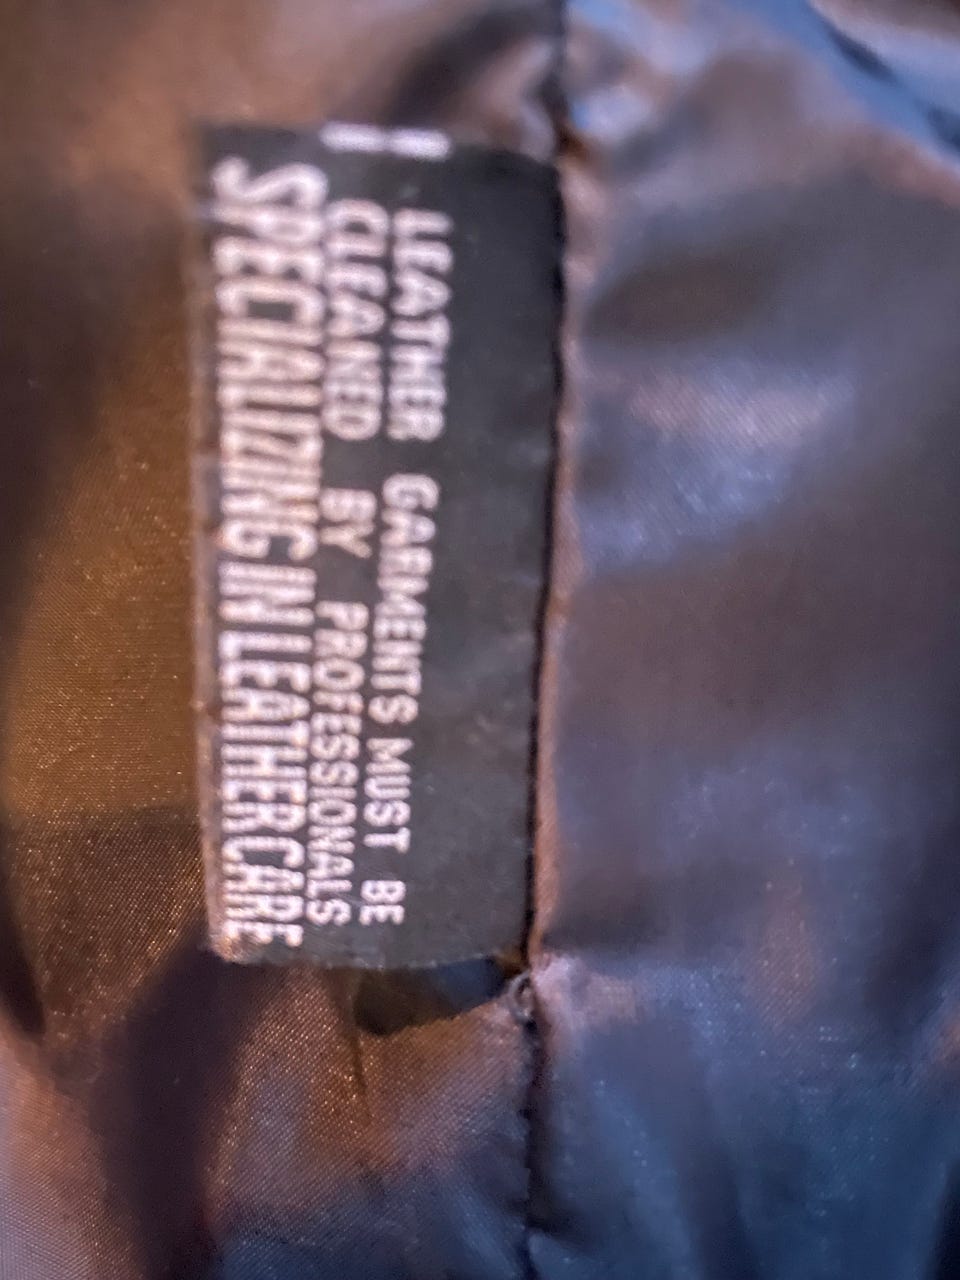 LEATHER GARMENTS MUST BE
CLEANED BY PROFESSIONALS
SPECIALIZING IN LEATHER CARE